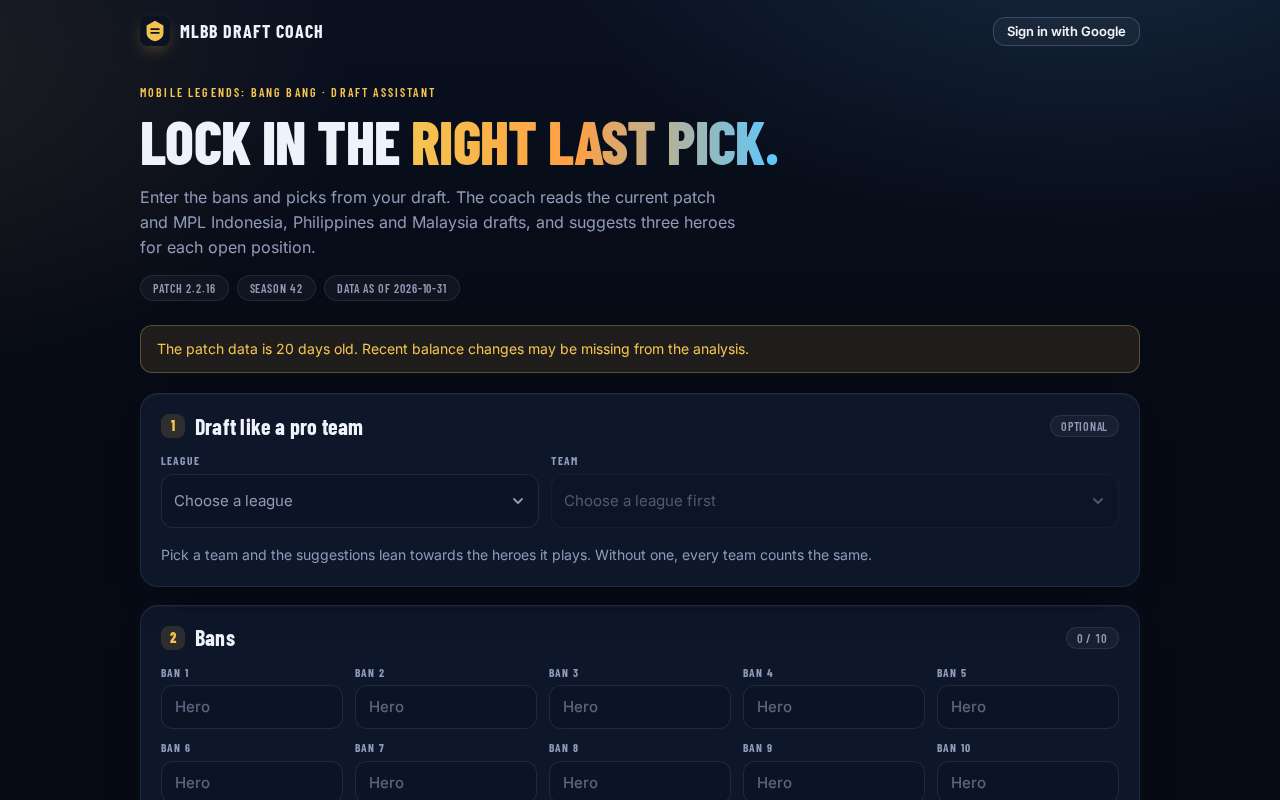 MLBB DRAFT COACH
Sign in with Google
MOBILE LEGENDS: BANG BANG · DRAFT ASSISTANT
LOCK IN THE RIGHT LAST PICK.
Enter the bans and picks from your draft. The coach reads the current patch
and MPL Indonesia, Philippines and Malaysia drafts, and suggests three heroes
for each open position.
PATCH 2.2.16
SEASON 42
DATA AS OF 2026-10-31
The patch data is 20 days old. Recent balance changes may be missing from the analysis.
1 Draft like a pro team
OPTIONAL
LEAGUE
TEAM
Choose a league
Choose a league first
Pick a team and the suggestions lean towards the heroes it plays. Without one, every team counts the same.
2 Bans
0 / 10
BAN 1
BAN 2
BAN 3
BAN 4
BAN 5
Hero
Hero
Hero
Hero
Hero
BAN 6
BAN 7
BAN 8
BAN 9
BAN 10
Hero
Hero
Hero
Hero
Hero